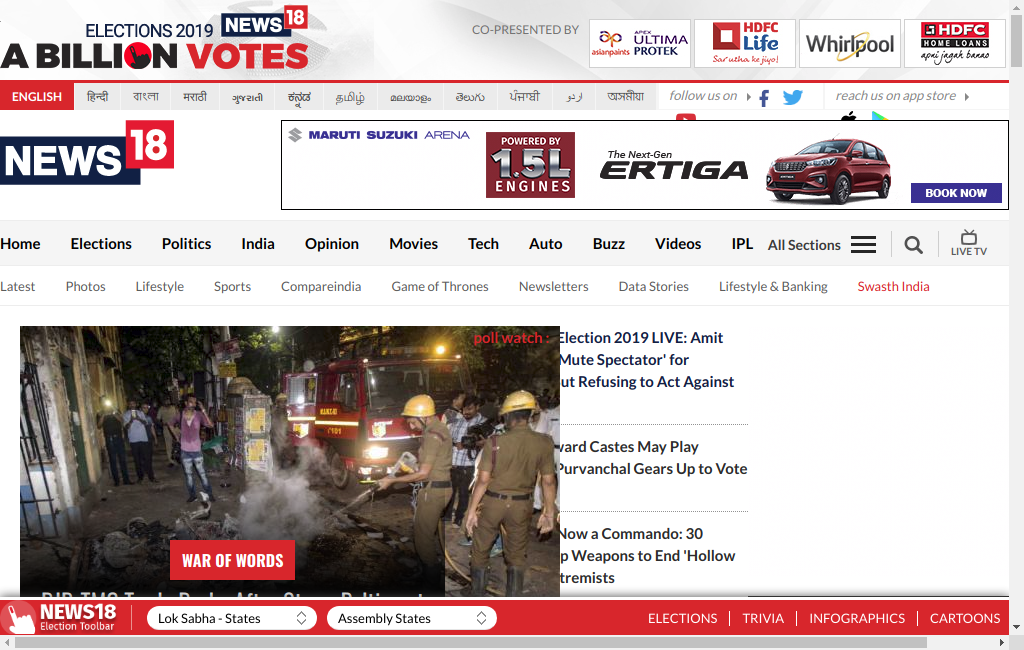 ELECTIONS 2019 NEWS 18
A BILLION VOTES
CO-PRESENTED BY
asianpaints APEX ULTIMA PROTEK
HDFC Life
Sar utha ke jiyo!
Whirlpool
HDFC HOME LOANS
apni jagah banao
ENGLISH हिन्दी বাংলা मराठी ગુજરાતી ಕನ್ನಡ தமிழ் മലയാളം తెలుగు ਪੰਜਾਬੀ اردو অসমীয়া follow us on reach us on app store
NEWS 18
MARUTI SUZUKI ARENA
POWERED BY
1.5L
ENGINES
The Next-Gen
ERTIGA
BOOK NOW
Home Elections Politics India Opinion Movies Tech Auto Buzz Videos IPL All Sections LIVE TV
Latest Photos Lifestyle Sports Compareindia Game of Thrones Newsletters Data Stories Lifestyle & Banking Swasth India
poll watch : Election 2019 LIVE: Amit
'Mute Spectator' for
ut Refusing to Act Against
ward Castes May Play
Purvanchal Gears Up to Vote
Now a Commando: 30
p Weapons to End 'Hollow
tremists
WAR OF WORDS
NEWS18
Election Toolbar
Lok Sabha - States
Assembly States
ELECTIONS TRIVIA INFOGRAPHICS CARTOONS